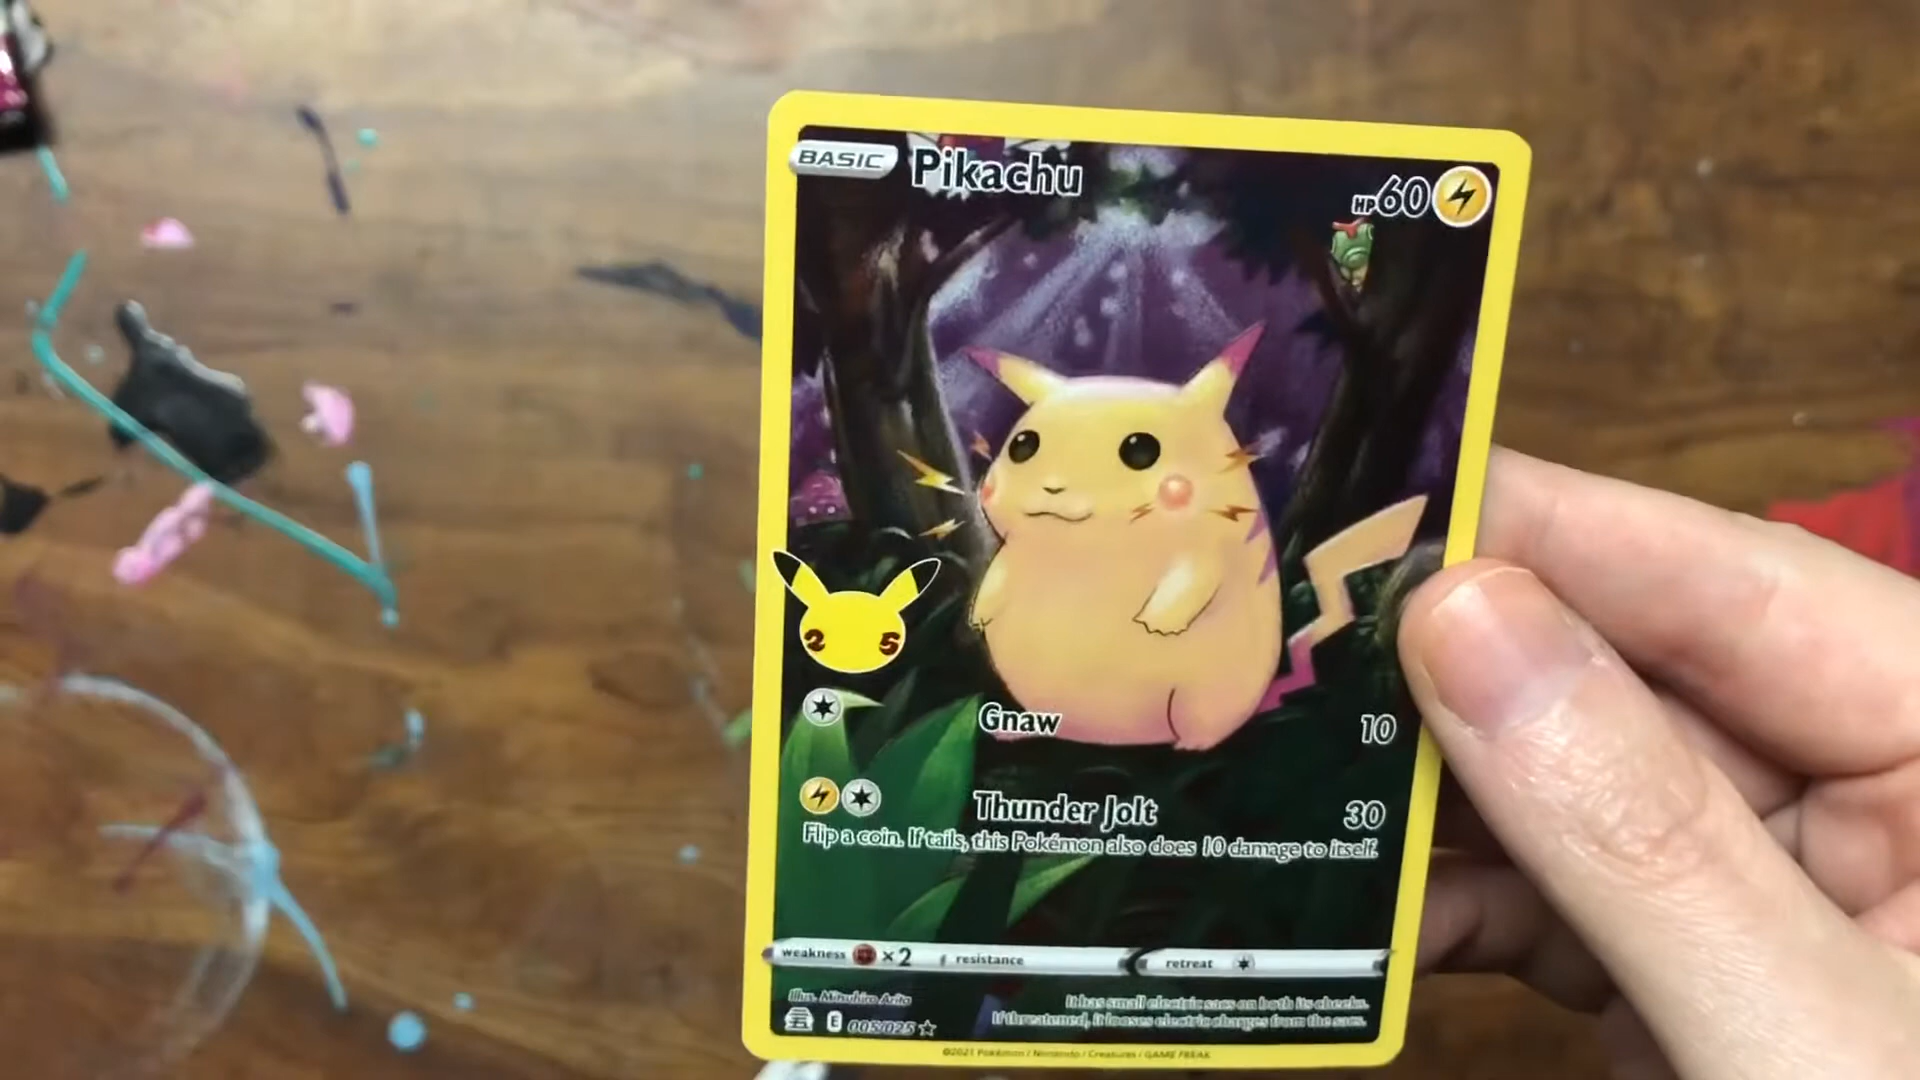 BASIC Pikachu HP60
25
Gnaw 10
Thunder Jolt 30
Flip a coin. If tails, this Pokémon also does 10 damage to itself.
weakness ×2 resistance retreat
Illus. Mitsuhiro Arita
It has small electric sacs on both its cheeks.
If threatened, it looses electric charges from the sacs.
E 005/025 ☆
©2021 Pokémon / Nintendo / Creatures / GAME FREAK